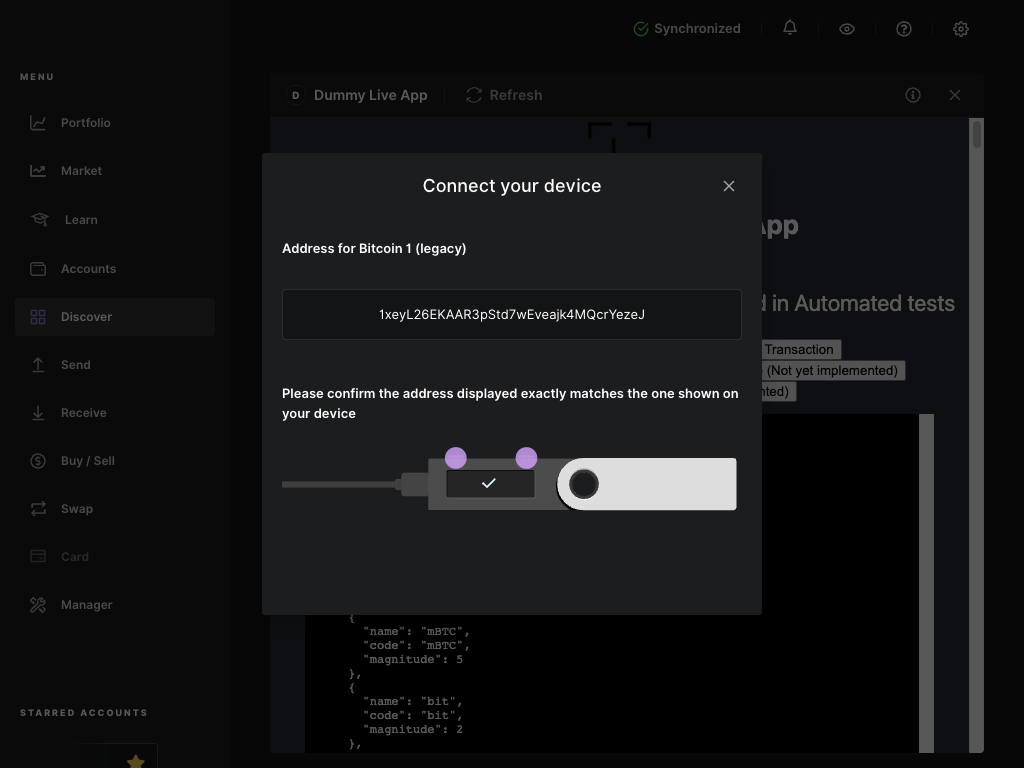 Synchronized
MENU
D Dummy Live App Refresh
Portfolio
Market
Learn
Accounts
Discover
Send
Receive
Buy / Sell
Swap
Card
Manager
STARRED ACCOUNTS
Connect your device
Address for Bitcoin 1 (legacy)
1xeyL26EKAAR3pStd7wEveajk4MQcrYezeJ
Please confirm the address displayed exactly matches the one shown on
your device
App
d in Automated tests
Transaction
(Not yet implemented)
nted)
{
"name": "mBTC",
"code": "mBTC",
"magnitude": 5
},
{
"name": "bit",
"code": "bit",
"magnitude": 2
},